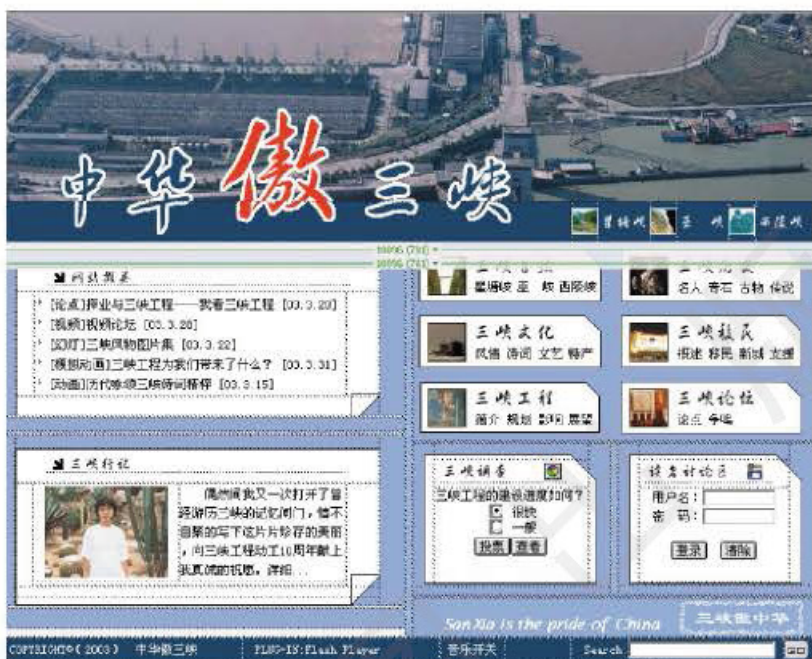 中华傲三峡
瞿塘峡 巫 峡 西陵峡
100% (781)
100% (781)
网站散录
[论点]择业与三峡工程——我看三峡工程 [03.3.29]
[视频]视频论坛 [03.3.28]
[幻灯]三峡风物图片集 [03.3.22]
[模拟动画]三峡工程为我们带来了什么? [03.3.31]
[动画]历代咏颂三峡诗词精粹 [03.3.15]
瞿塘峡 巫 峡 西陵峡
名人 奇石 古物 传说
三峡文化
风情 诗词 文艺 特产
三峡移民
概述 移民 新城 支援
三峡工程
简介 规划 影响 展望
三峡论坛
论点 争鸣
三峡行记
偶然间我又一次打开了曾
经游历三峡的记忆闸门,情不
自禁的写下这片片珍存的美丽
,向三峡工程动工10周年献上
我真诚的祝愿。详细...
三峡调查
三峡工程的建设进度如何?
很快
一般
投票 查看
读者讨论区
用户名:
密 码:
登录 清除
SanXia is the pride of China
三峡傲中华
COPYRIGHT©(2003) 中华傲三峡 PLUG-IN:Flash Player 音乐开关 Search GO